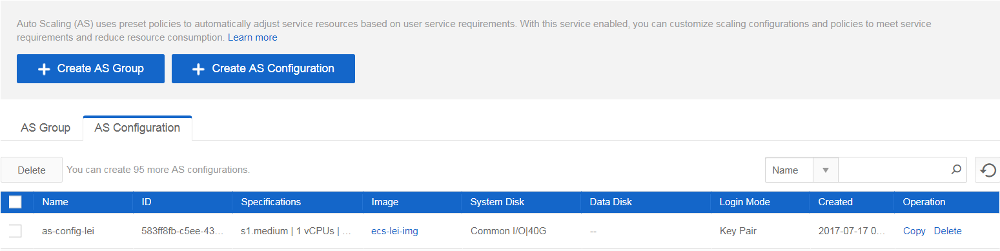 Auto Scaling (AS) uses preset policies to automatically adjust service resources based on user service requirements. With this service enabled, you can customize scaling configurations and policies to meet service
requirements and reduce resource consumption. Learn more
Create AS Group Create AS Configuration
AS Group AS Configuration
Delete You can create 95 more AS configurations. Name
Name ID Specifications Image System Disk Data Disk Login Mode Created Operation
as-config-lei 583ff8fb-c5ee-43... s1.medium | 1 vCPUs | ... ecs-lei-img Common I/O|40G -- Key Pair 2017-07-17 0... Copy Delete